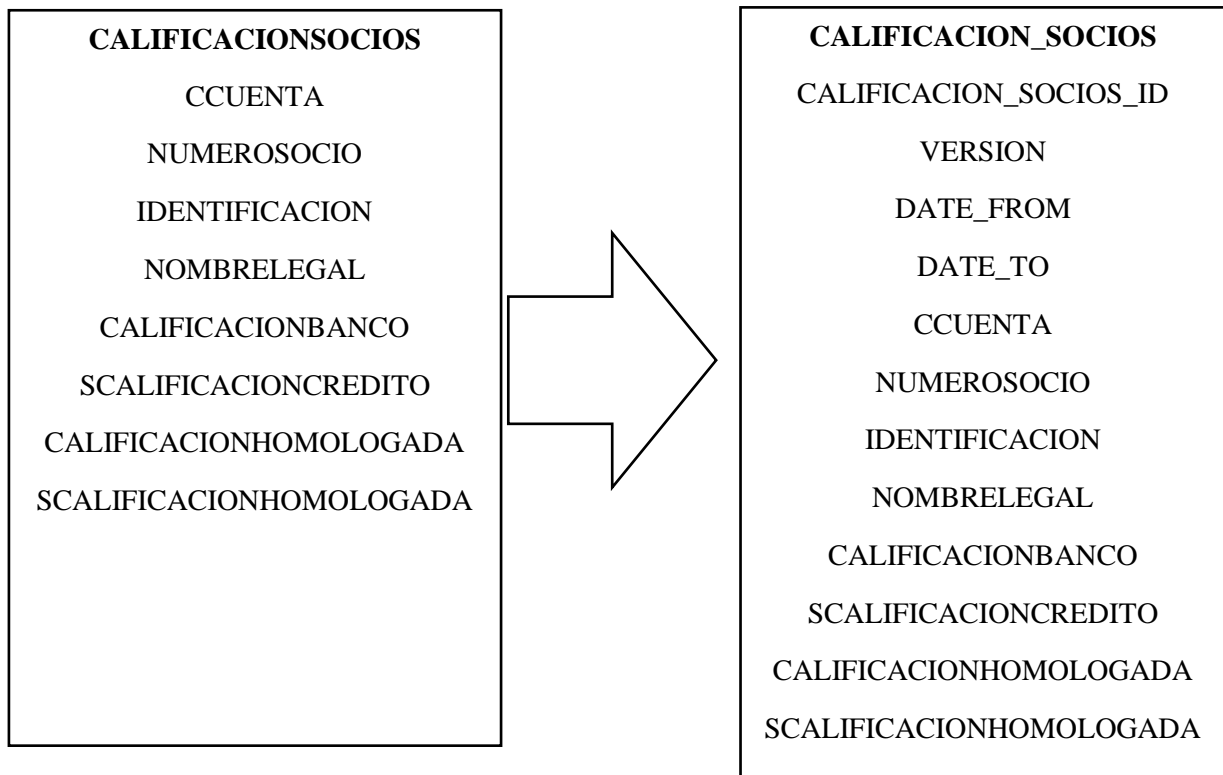 CALIFICACIONSOCIOS
CCUENTA
NUMEROSOCIO
IDENTIFICACION
NOMBRELEGAL
CALIFICACIONBANCO
SCALIFICACIONCREDITO
CALIFICACIONHOMOLOGADA
SCALIFICACIONHOMOLOGADA
CALIFICACION_SOCIOS
CALIFICACION_SOCIOS_ID
VERSION
DATE_FROM
DATE_TO
CCUENTA
NUMEROSOCIO
IDENTIFICACION
NOMBRELEGAL
CALIFICACIONBANCO
SCALIFICACIONCREDITO
CALIFICACIONHOMOLOGADA
SCALIFICACIONHOMOLOGADA